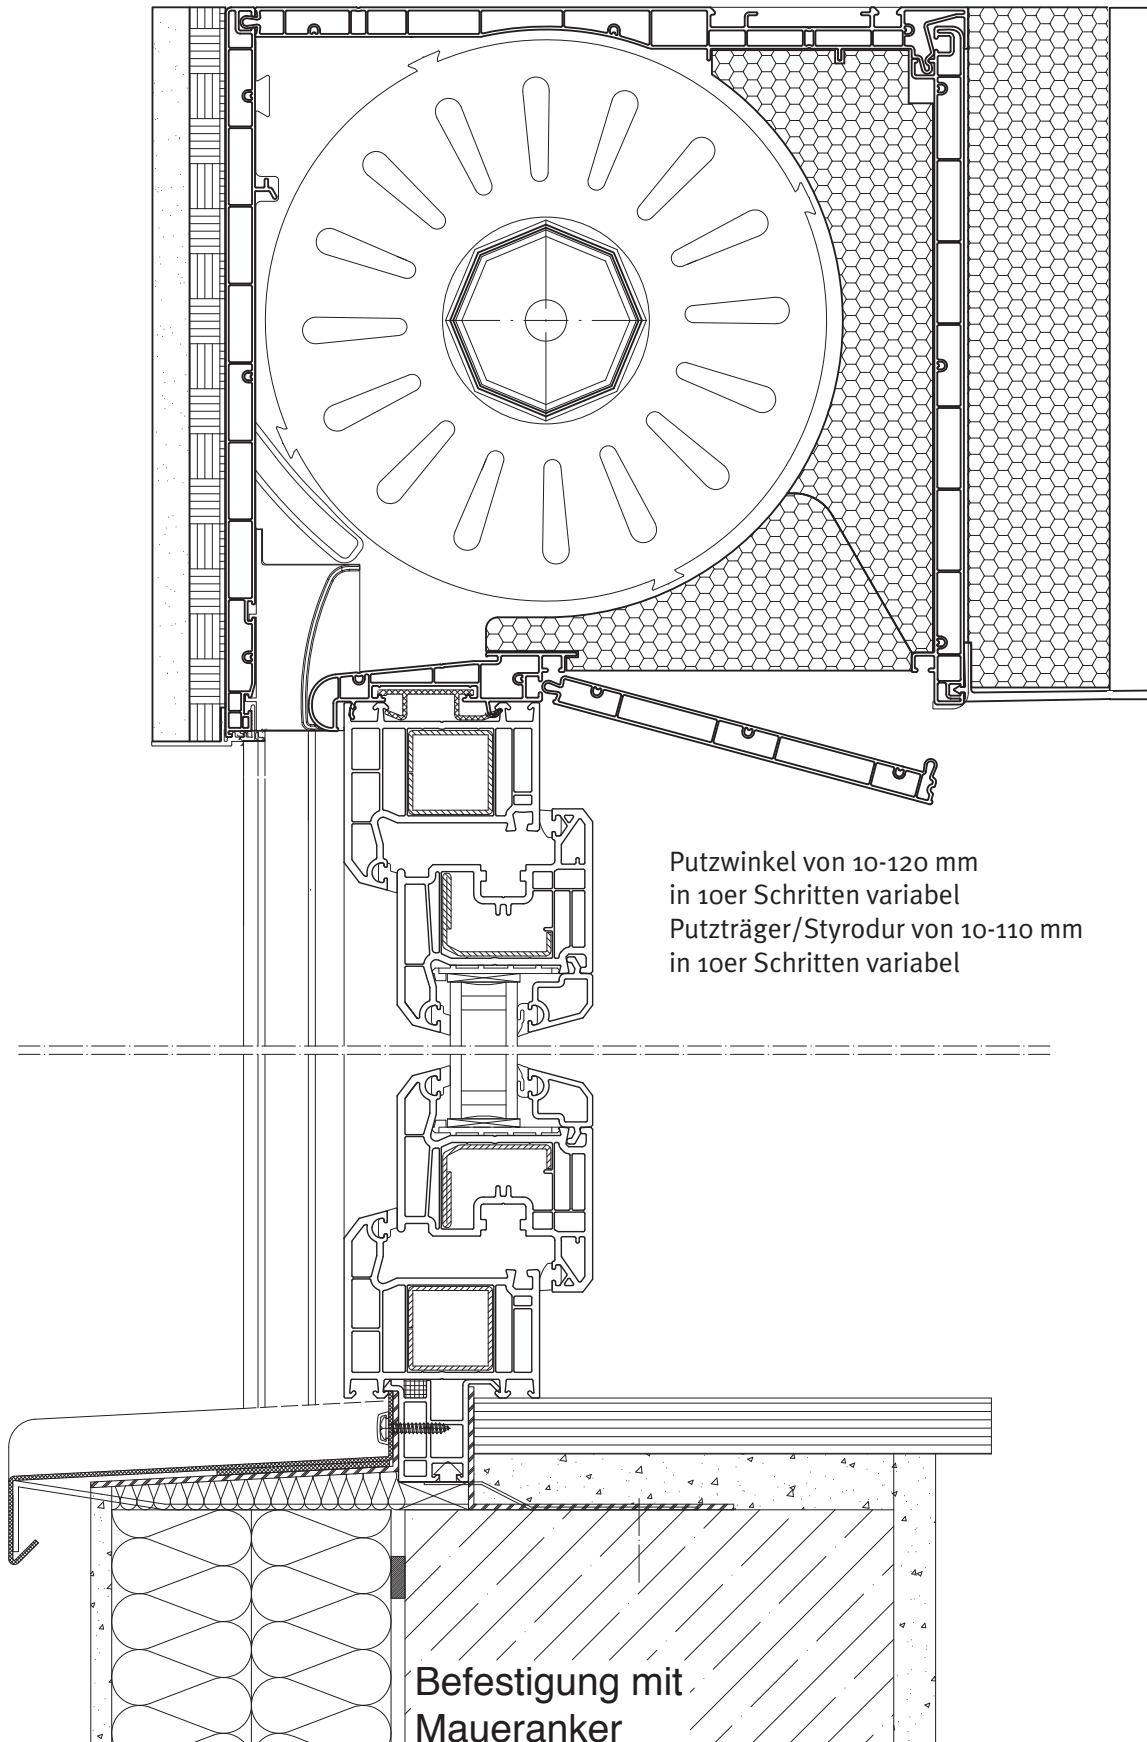 Putzwinkel von 10-120 mm
in 10er Schritten variabel
Putzträger/Styrodur von 10-110 mm
in 10er Schritten variabel
Befestigung mit
Maueranker